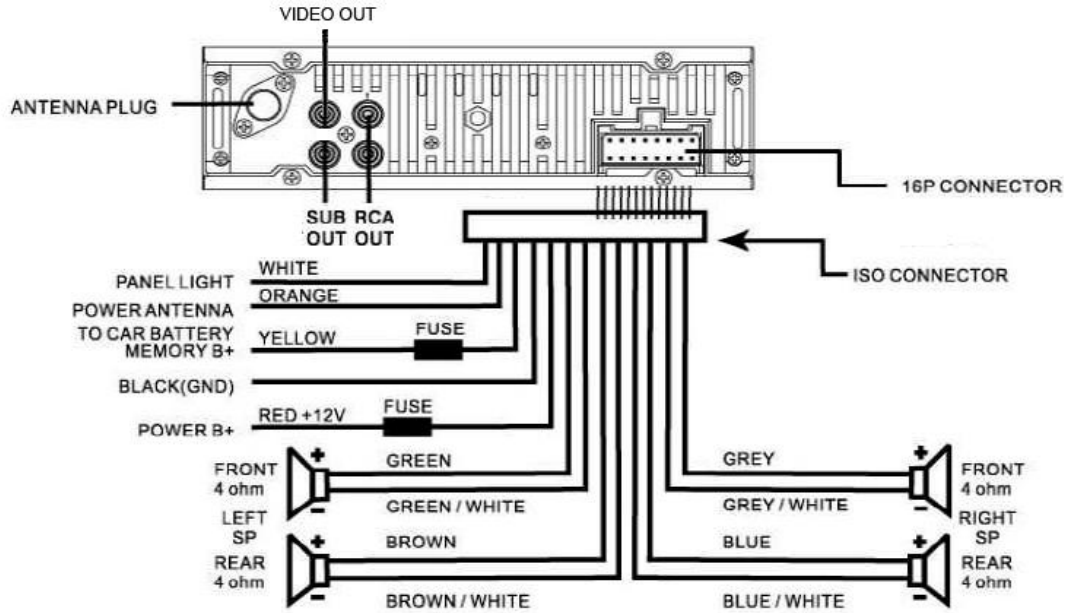 VIDEO OUT
ANTENNA PLUG
16P CONNECTOR
SUB RCA
OUT OUT
ISO CONNECTOR
PANEL LIGHT WHITE
POWER ANTENNA ORANGE
TO CAR BATTERY
MEMORY B+ YELLOW FUSE
BLACK(GND)
POWER B+ RED +12V FUSE
FRONT
4 ohm
+
-
GREEN
GREEN / WHITE
LEFT
SP
REAR
4 ohm
+
-
BROWN
BROWN / WHITE
GREY
GREY / WHITE
+
-
FRONT
4 ohm
RIGHT
SP
BLUE
BLUE / WHITE
+
-
REAR
4 ohm